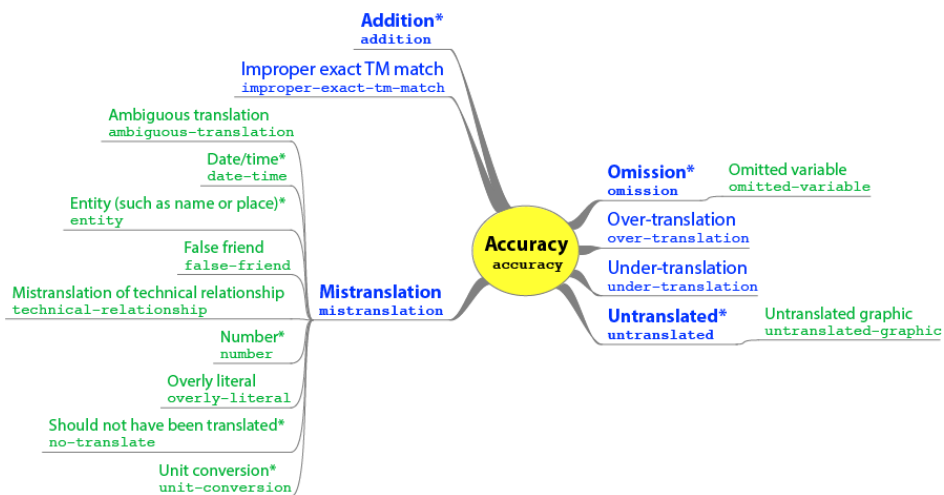 Addition*
addition
Improper exact TM match
improper-exact-tm-match
Ambiguous translation
ambiguous-translation
Date/time*
date-time
Entity (such as name or place)*
entity
False friend
false-friend
Mistranslation of technical relationship
technical-relationship
Number*
number
Overly literal
overly-literal
Should not have been translated*
no-translate
Unit conversion*
unit-conversion
Mistranslation
mistranslation
Accuracy
accuracy
Omission*
omission
Omitted variable
omitted-variable
Over-translation
over-translation
Under-translation
under-translation
Untranslated*
untranslated
Untranslated graphic
untranslated-graphic